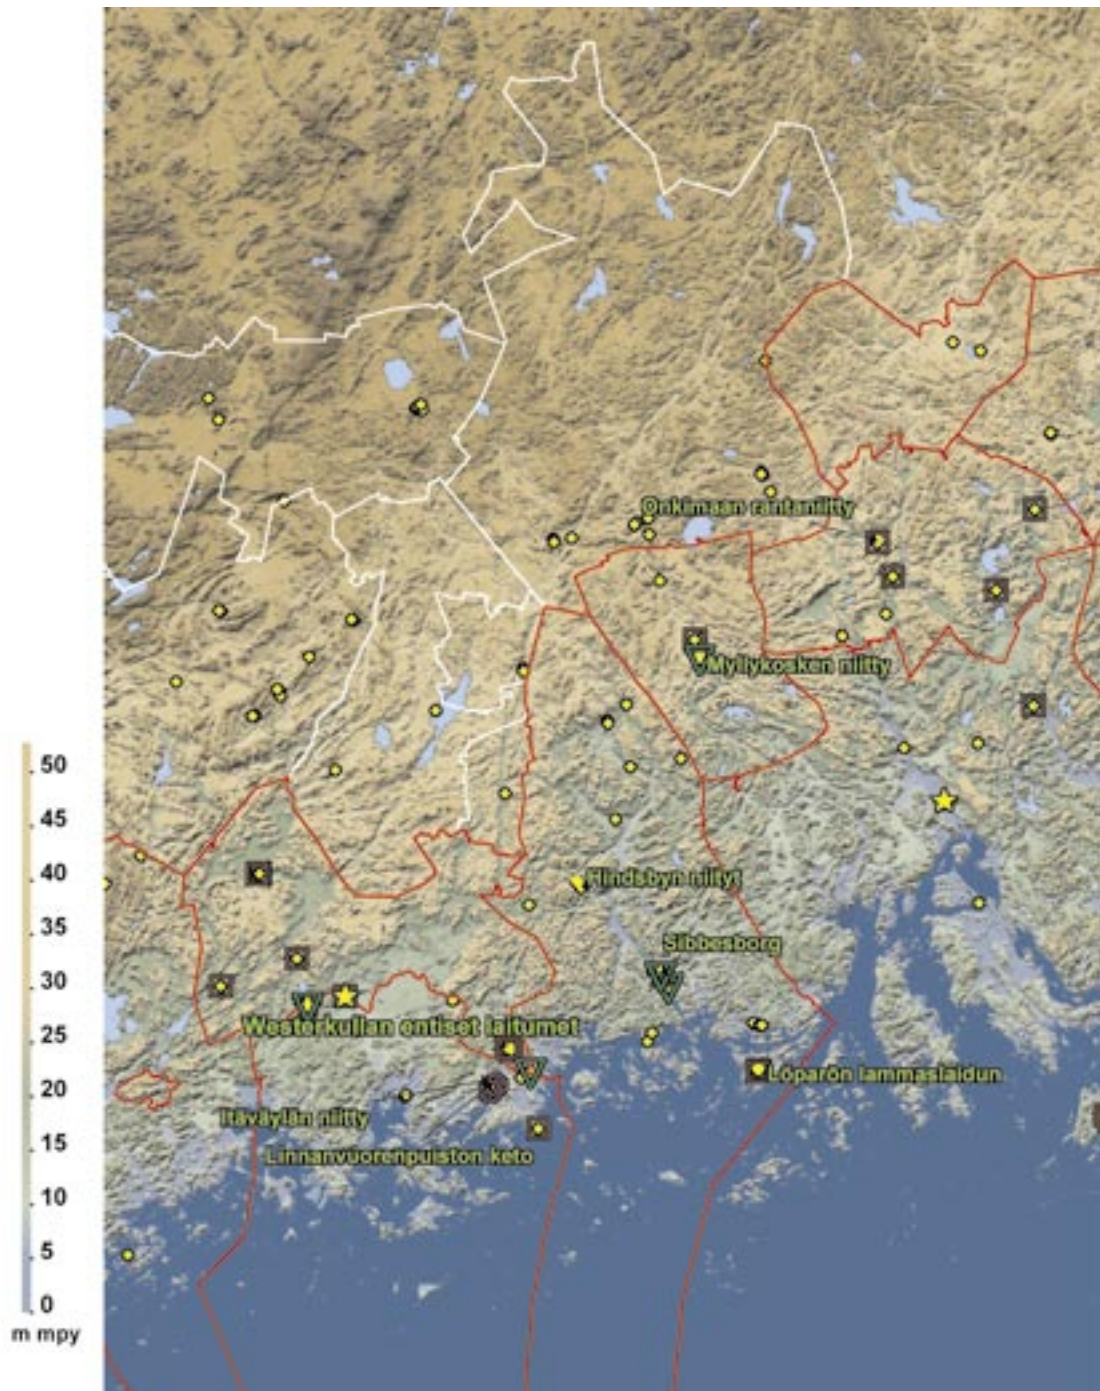 Onkimaan rantaniitty
Myllykosken niitty
50
45
40
Hindsbyn niityt
35
Sibbesborg
30
25
Westerkullan entiset laitumet
20
Löparön lammaslaidun
15
Itäväylän niitty
Linnanvuorenpuiston keto
10
5
0
m mpy